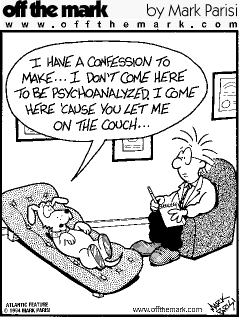 off the mark by Mark Parisi
www.offthemark.com
I HAVE A CONFESSION TO
MAKE... I DON'T COME HERE
TO BE PSYCHOANALYZED, I COME
HERE 'CAUSE YOU LET ME
ON THE COUCH...
ATLANTIC FEATURE
© 1994 MARK PARISI
www.offthemark.com
MARK
PARISI